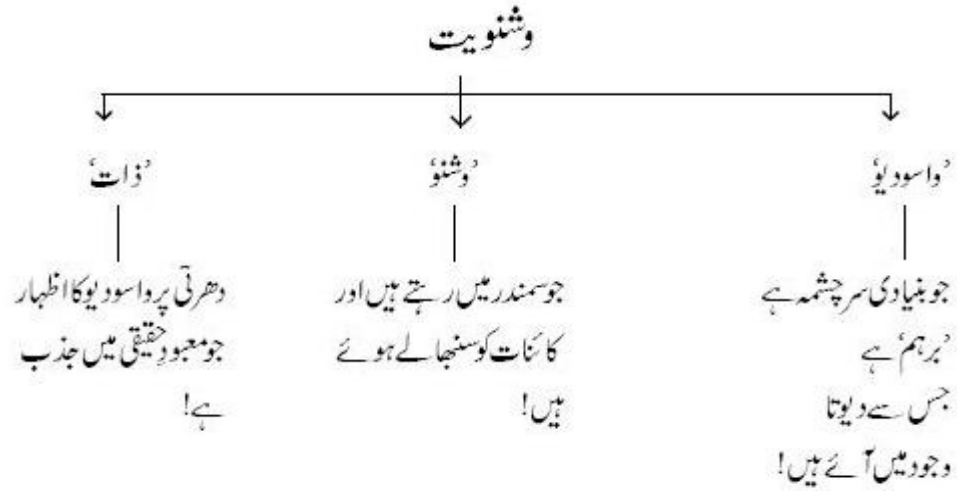 وشنویت
’واسودیو‘
جو بنیادی سرچشمہ ہے
’برہم‘ ہے
جس سے دیوتا
وجود میں آئے ہیں!
’وشنو‘
جو سمندر میں رہتے ہیں اور
کائنات کو سنبھالے ہوئے
ہیں!
’ذات‘
دھرتی پر واسودیو کا اظہار
جو معبودِ حقیقی میں جذب
ہے!